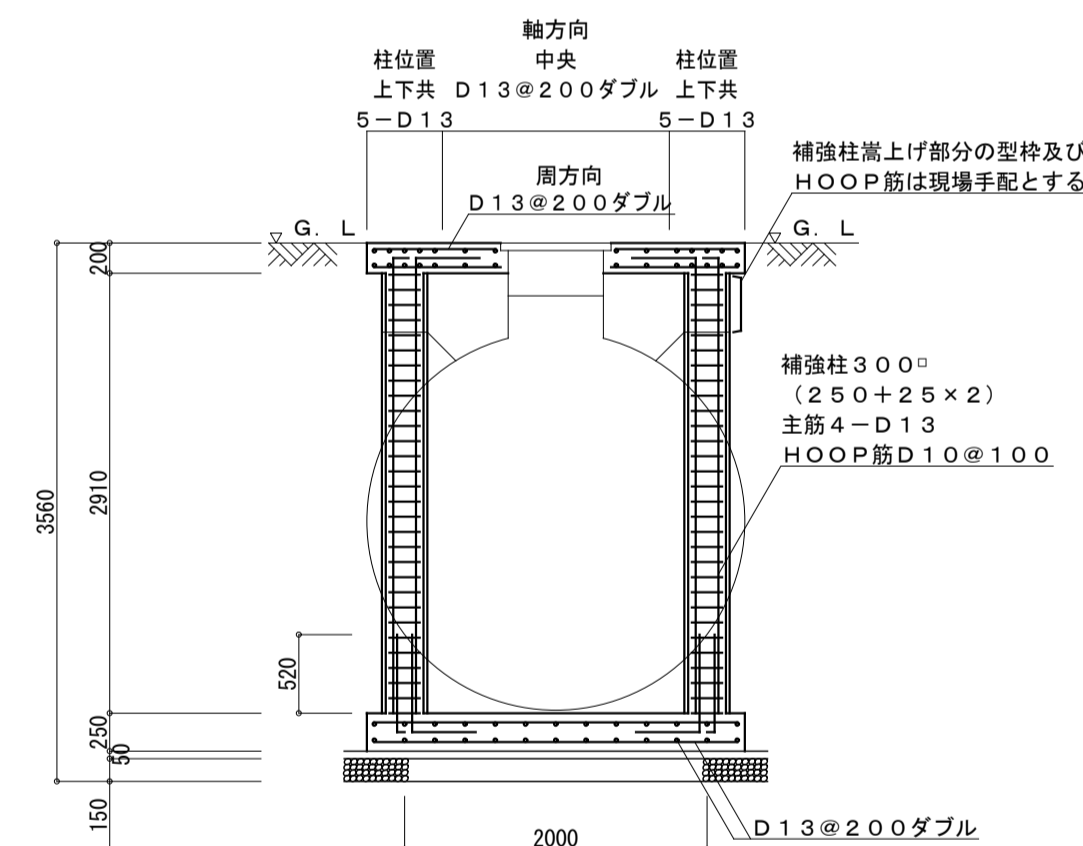 軸方向
柱位置
中央
柱位置
上下共
D13@200ダブル
上下共
5-D13
5-D13
補強柱嵩上げ部分の型枠及び
HOOP筋は現場手配とする
周方向
D13@200ダブル
G. L
G. L
200
補強柱300□
(250+25×2)
主筋4-D13
HOOP筋D10@100
2910
3560
520
250
50
150
2000
D13@200ダブル